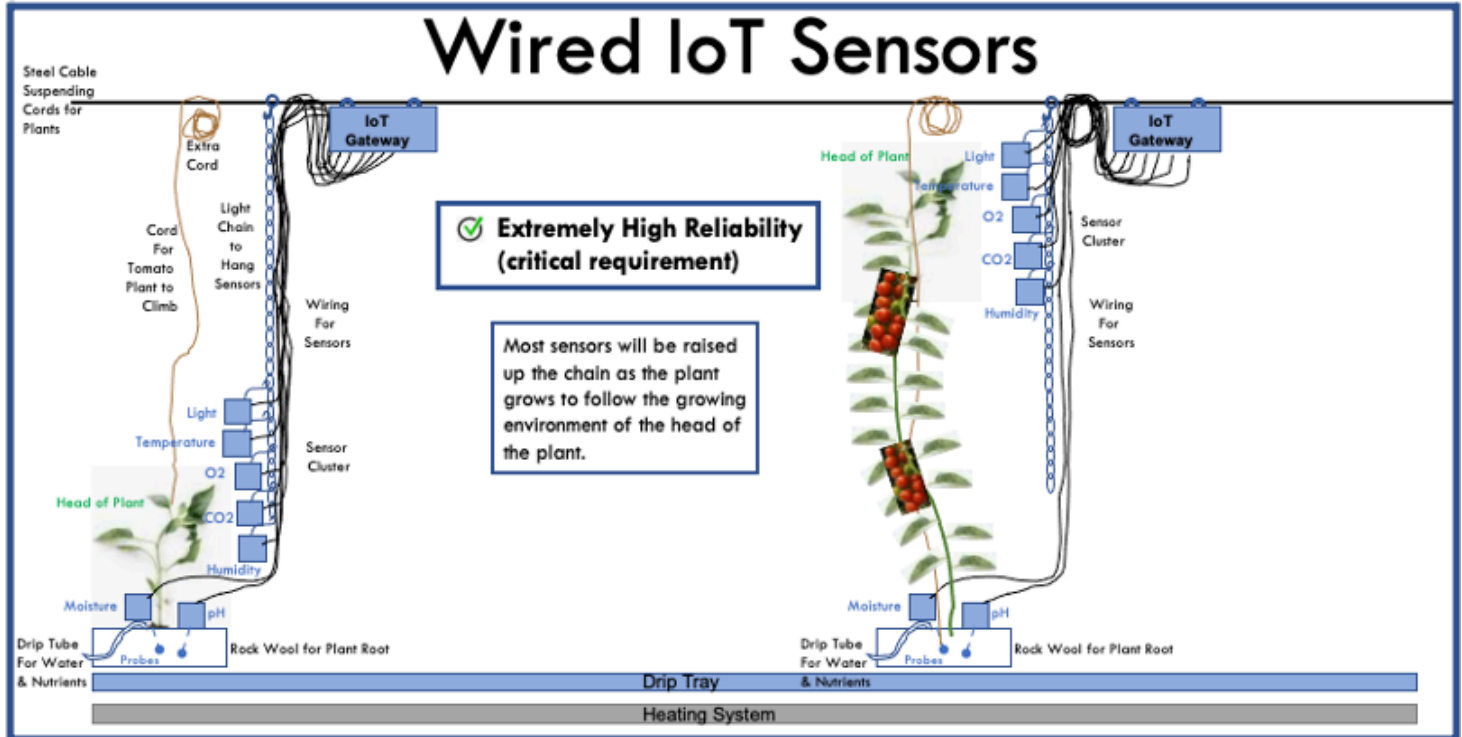 Wired IoT Sensors
Steel Cable
Suspending
Cords for
Plants
Extra
Cord
IoT
Gateway
Cord
For
Tomato
Plant to
Climb
Light
Chain
to
Hang
Sensors
Wiring
For
Sensors
Light
Temperature
Sensor
Cluster
O2
Head of Plant
CO2
Humidity
Moisture
pH
Drip Tube
For Water
& Nutrients
Probes
Rock Wool for Plant Root
Extremely High Reliability
(critical requirement)
Most sensors will be raised
up the chain as the plant
grows to follow the growing
environment of the head of
the plant.
IoT
Gateway
Head of Plant
Light
Temperature
O2
Sensor
Cluster
CO2
Humidity
Wiring
For
Sensors
Moisture
pH
Drip Tube
For Water
& Nutrients
Probes
Rock Wool for Plant Root
Drip Tray
Heating System